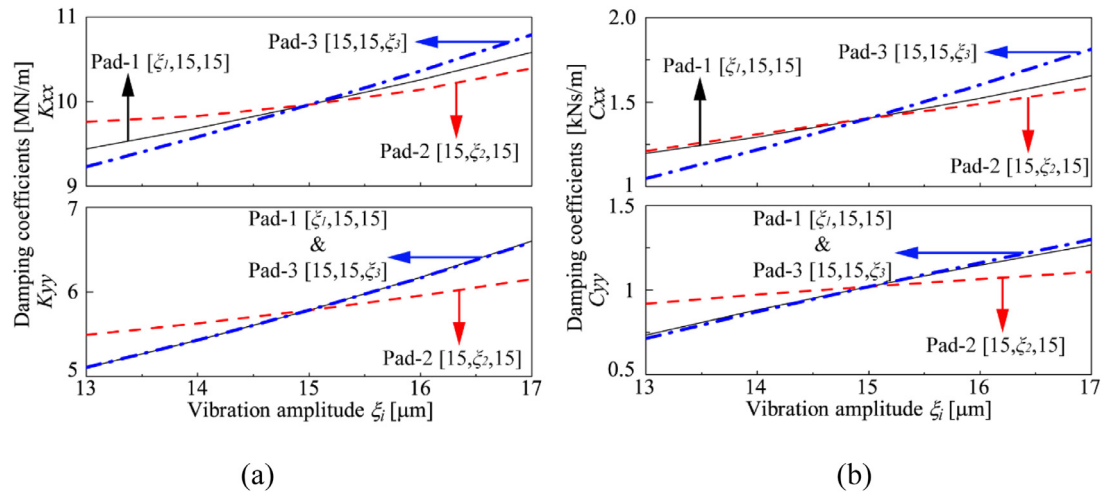 11
10
9
Damping coefficients [MN/m]
Kxx
Pad-3 [15,15,ξ3]
Pad-1 [ξ1,15,15]
Pad-2 [15,ξ2,15]
7
6
5
Damping coefficients [MN/m]
Kyy
Pad-1 [ξ1,15,15]
&
Pad-3 [15,15,ξ3]
Pad-2 [15,ξ2,15]
13 14 15 16 17
Vibration amplitude ξi [μm]
(a)
2.0
1.5
1
Damping coefficients [kNs/m]
Cxx
Pad-3 [15,15,ξ3]
Pad-1 [ξ1,15,15]
Pad-2 [15,ξ2,15]
1.5
1
0.5
Cyy
Pad-1 [ξ1,15,15]
&
Pad-3 [15,15,ξ3]
Pad-2 [15,ξ2,15]
13 14 15 16 17
Vibration amplitude ξi [μm]
(b)